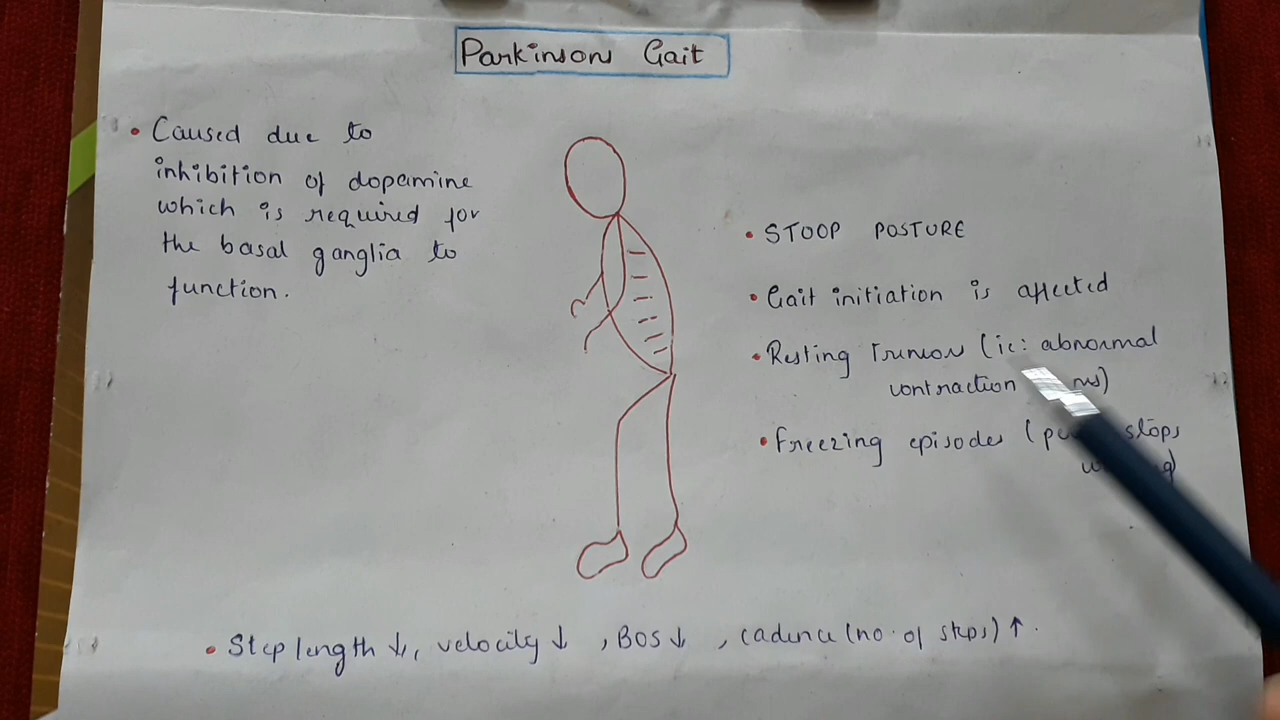 Parkinson Gait
• Caused due to
inhibition of dopamine
which is required for
the basal ganglia to
function.
• STOOP POSTURE
• Gait initiation is affected
• Resting Tremor (ie: abnormal
contraction
• Freezing episodes ( stops
• Step length ↓, velocity ↓, BOS ↓, cadence (no. of steps) ↑.